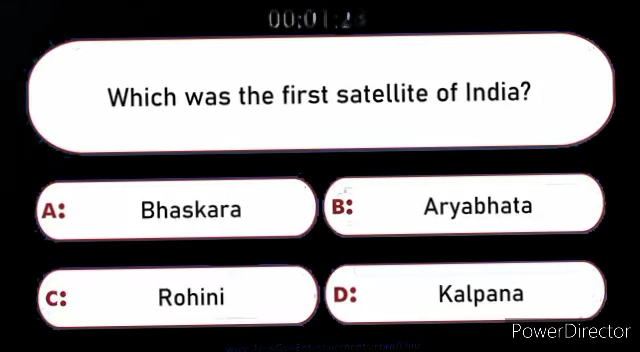 Which was the first satellite of India?
A: Bhaskara
B: Aryabhata
C: Rohini
D: Kalpana
PowerDirector